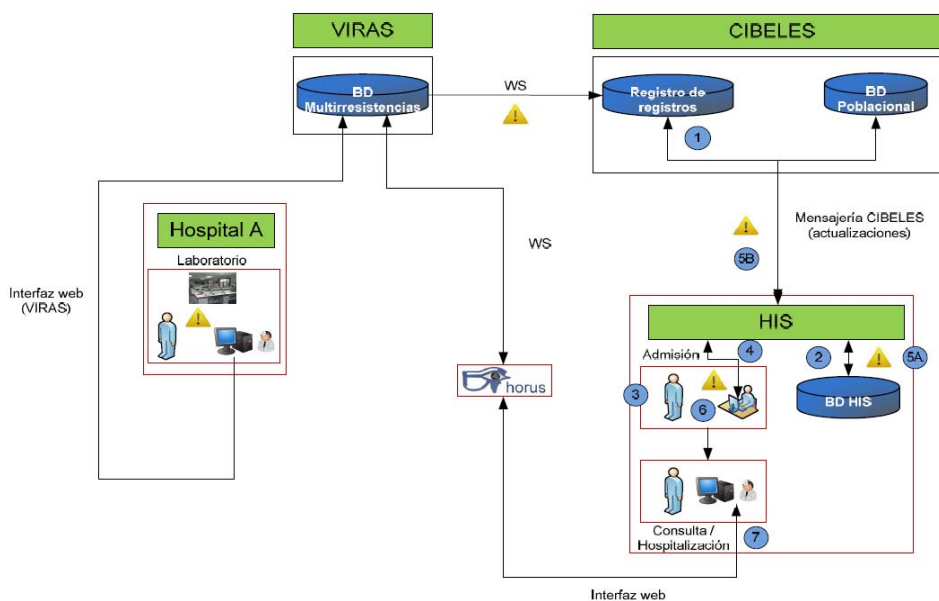 VIRAS
CIBELES
BD
Multirresistencias
WS
Registro de
registros
BD
Poblacional
1
Hospital A
Laboratorio
Interfaz web
(VIRAS)
WS
Mensajería CIBELES
(actualizaciones)
5B
HIS
Admisión
4
2
5A
3
6
BD HIS
horus
Consulta /
Hospitalización
7
Interfaz web